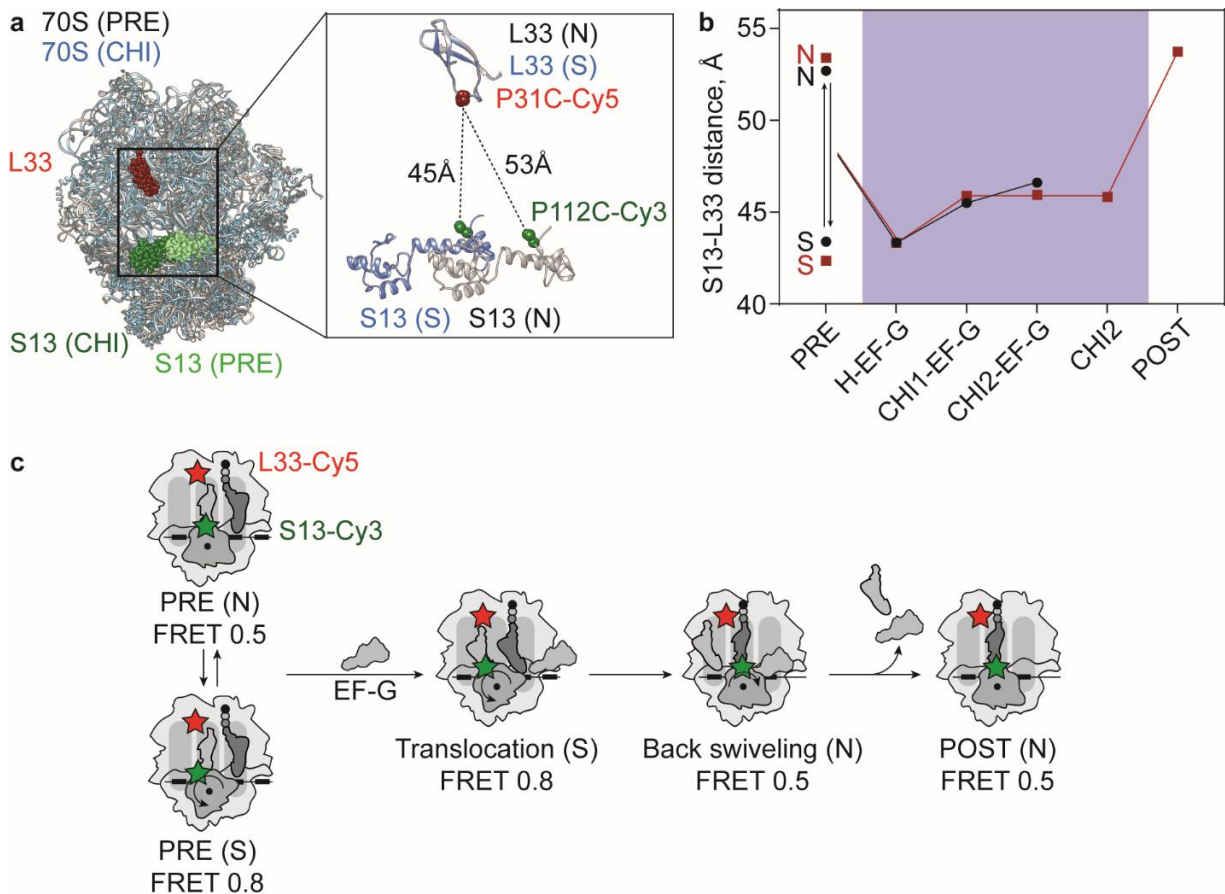 a
70S (PRE)
70S (CHI)
L33
S13 (CHI)
S13 (PRE)
L33 (N)
L33 (S)
P31C-Cy5
45Å
53Å
P112C-Cy3
S13 (S)
S13 (N)
b
S13-L33 distance, Å
55
50
45
40
N
N
S
S
PRE
H-EF-G
CHI1-EF-G
CHI2-EF-G
CHI2
POST
c
L33-Cy5
S13-Cy3
PRE (N)
FRET 0.5
PRE (S)
FRET 0.8
EF-G
Translocation (S)
FRET 0.8
Back swiveling (N)
FRET 0.5
POST (N)
FRET 0.5